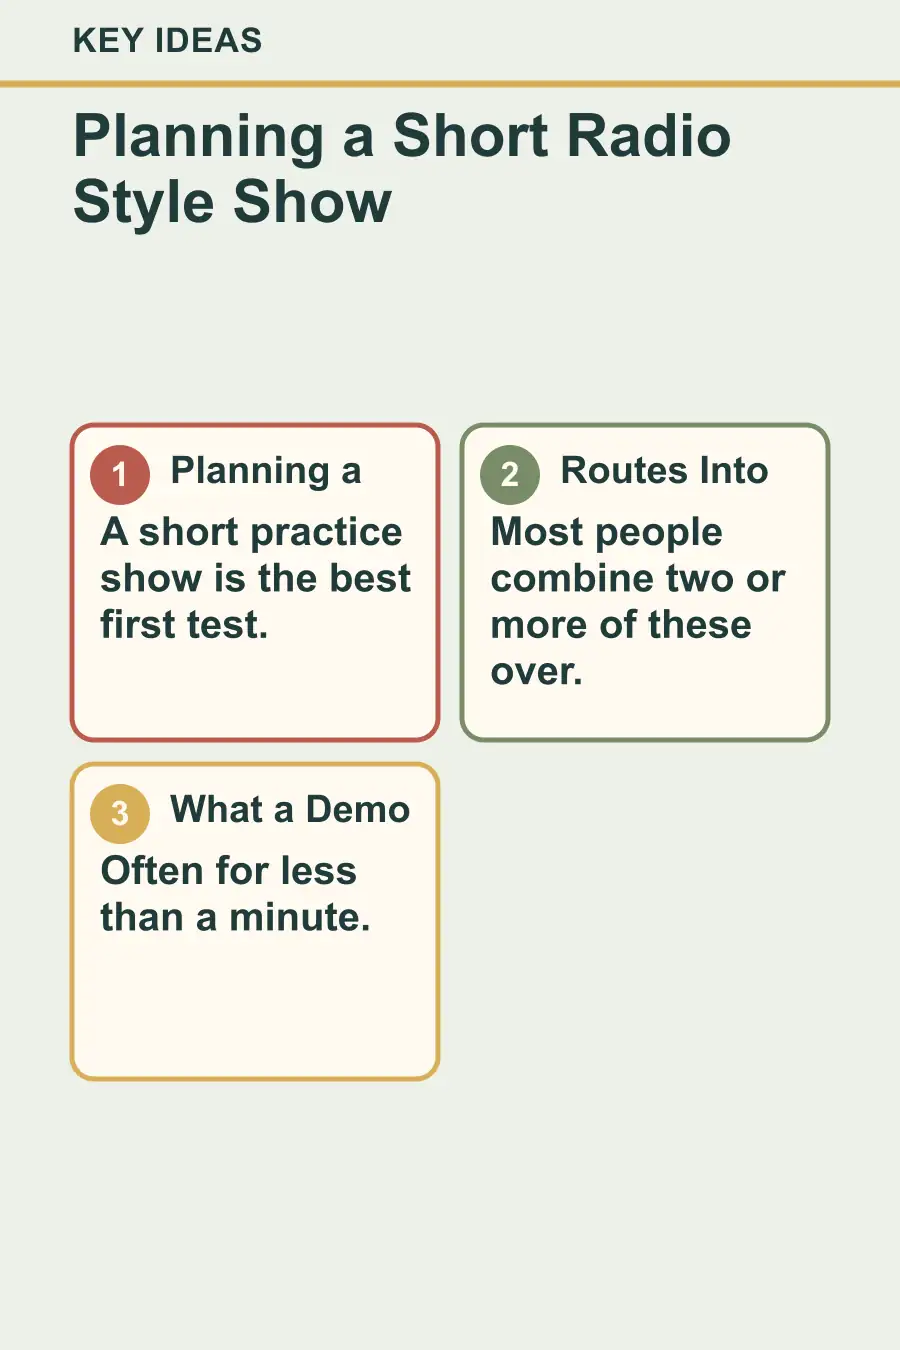 KEY IDEAS
Planning a Short Radio
Style Show
1 Planning a
A short practice
show is the best
first test.
2 Routes Into
Most people
combine two or
more of these
over.
3 What a Demo
Often for less
than a minute.